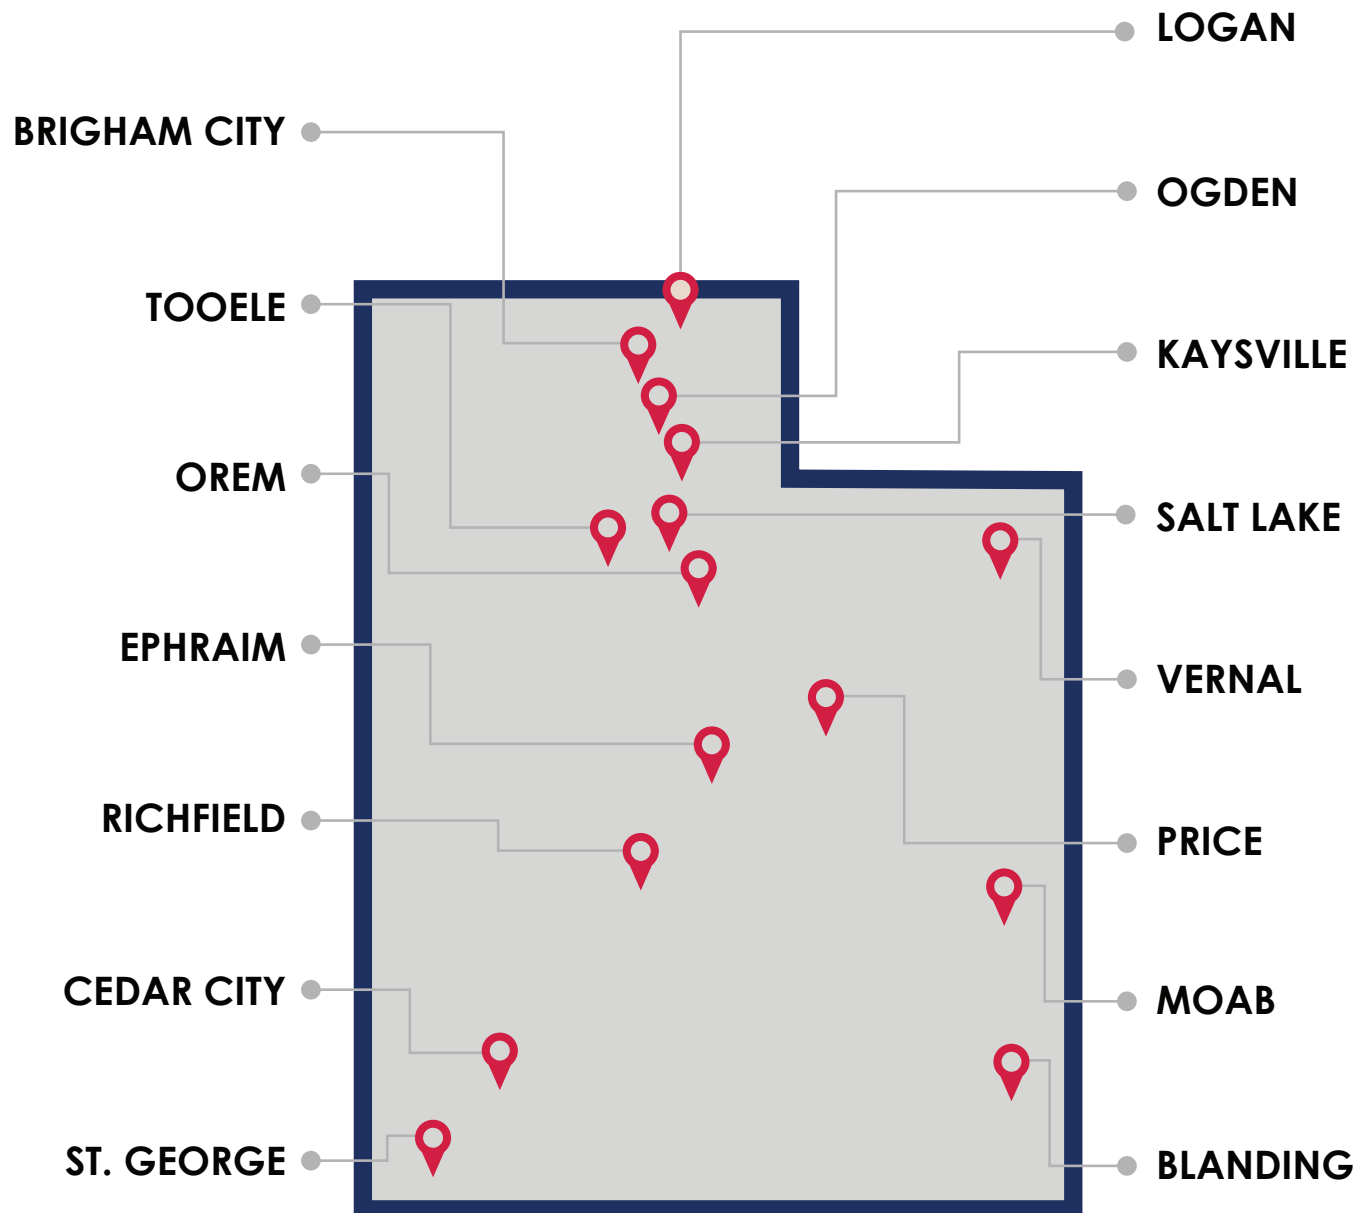 LOGAN
BRIGHAM CITY
OGDEN
TOOELE
KAYSVILLE
OREM
SALT LAKE
EPHRAIM
VERNAL
RICHFIELD
PRICE
CEDAR CITY
MOAB
ST. GEORGE
BLANDING